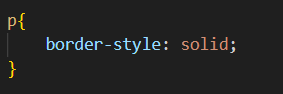 p{
    border-style: solid;
}